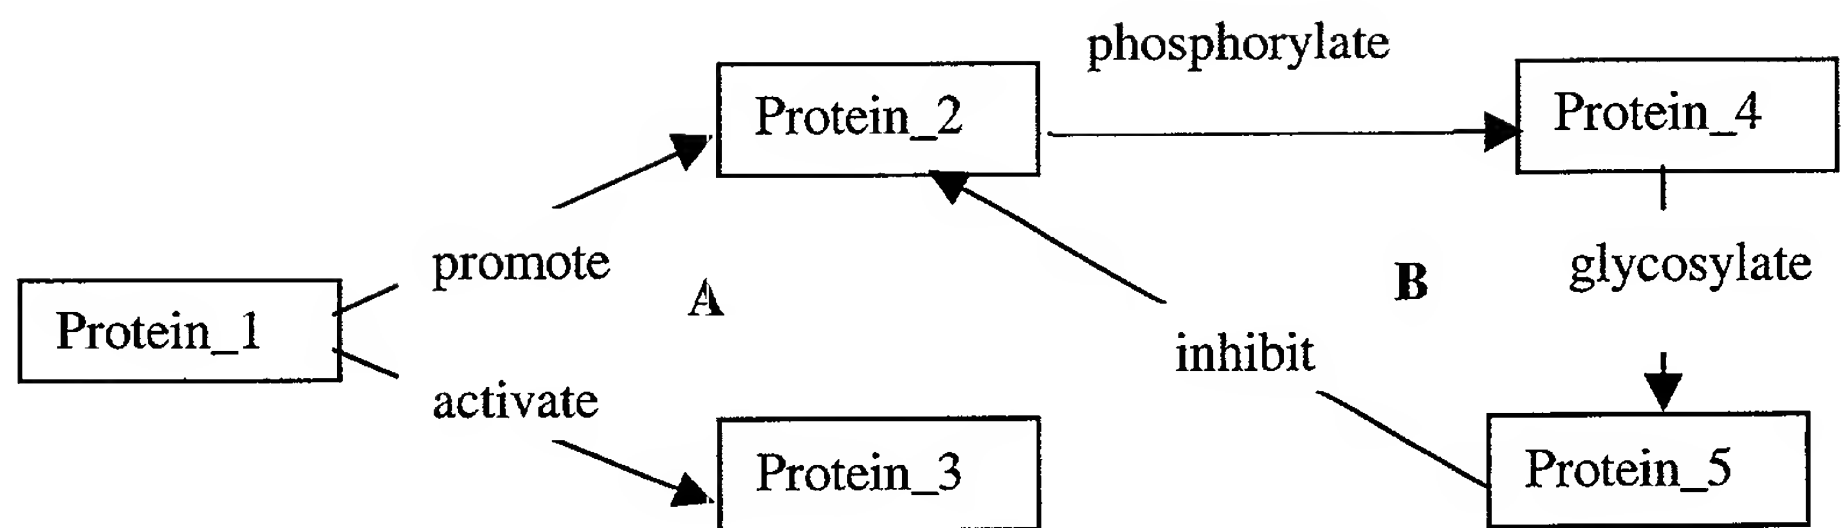 phosphorylate
Protein_2
Protein_4
promote
A
B
glycosylate
Protein_1
inhibit
activate
Protein_3
Protein_5